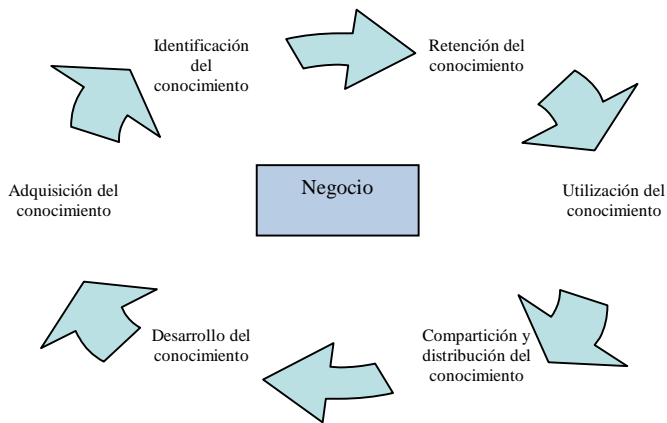 Identificación
del
conocimiento
Retención del
conocimiento
Adquisición del
conocimiento
Negocio
Utilización del
conocimiento
Desarrollo del
conocimiento
Compartición y
distribución del
conocimiento